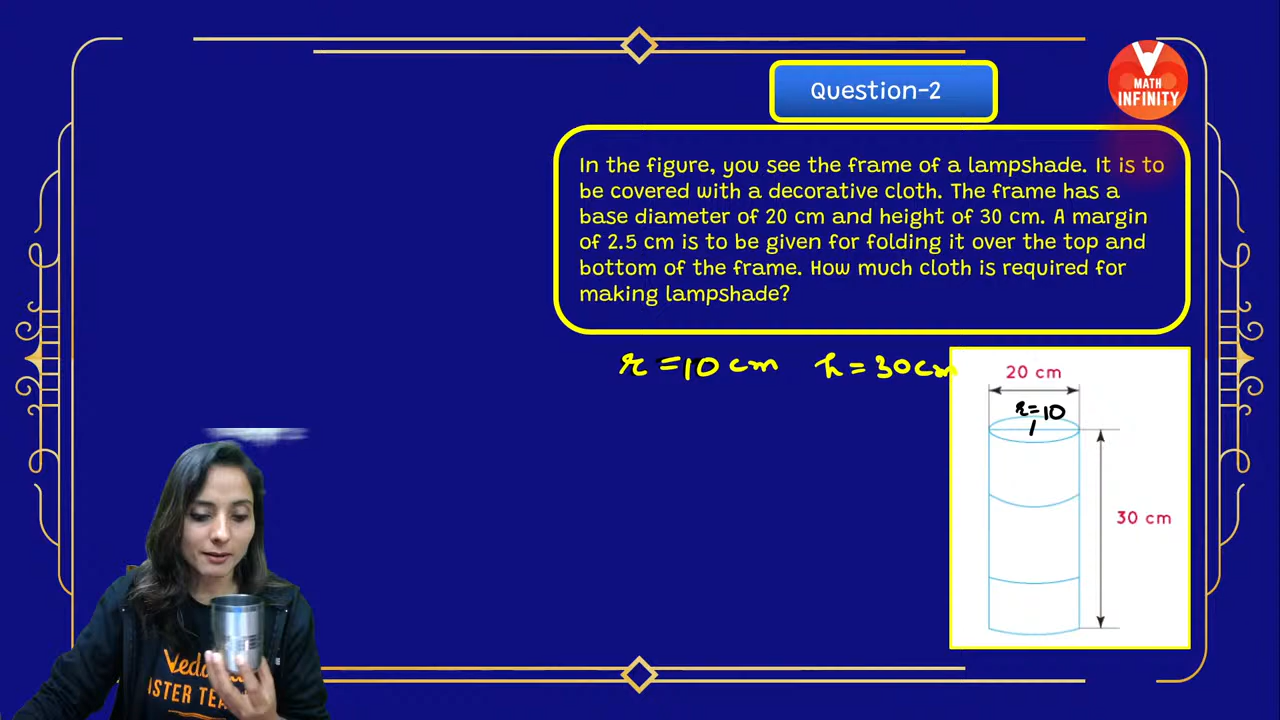 Question-2
MATH
INFINITY
In the figure, you see the frame of a lampshade. It is to
be covered with a decorative cloth. The frame has a
base diameter of 20 cm and height of 30 cm. A margin
of 2.5 cm is to be given for folding it over the top and
bottom of the frame. How much cloth is required for
making lampshade?
r = 10 cm h = 30 cm
20 cm
r = 10
30 cm